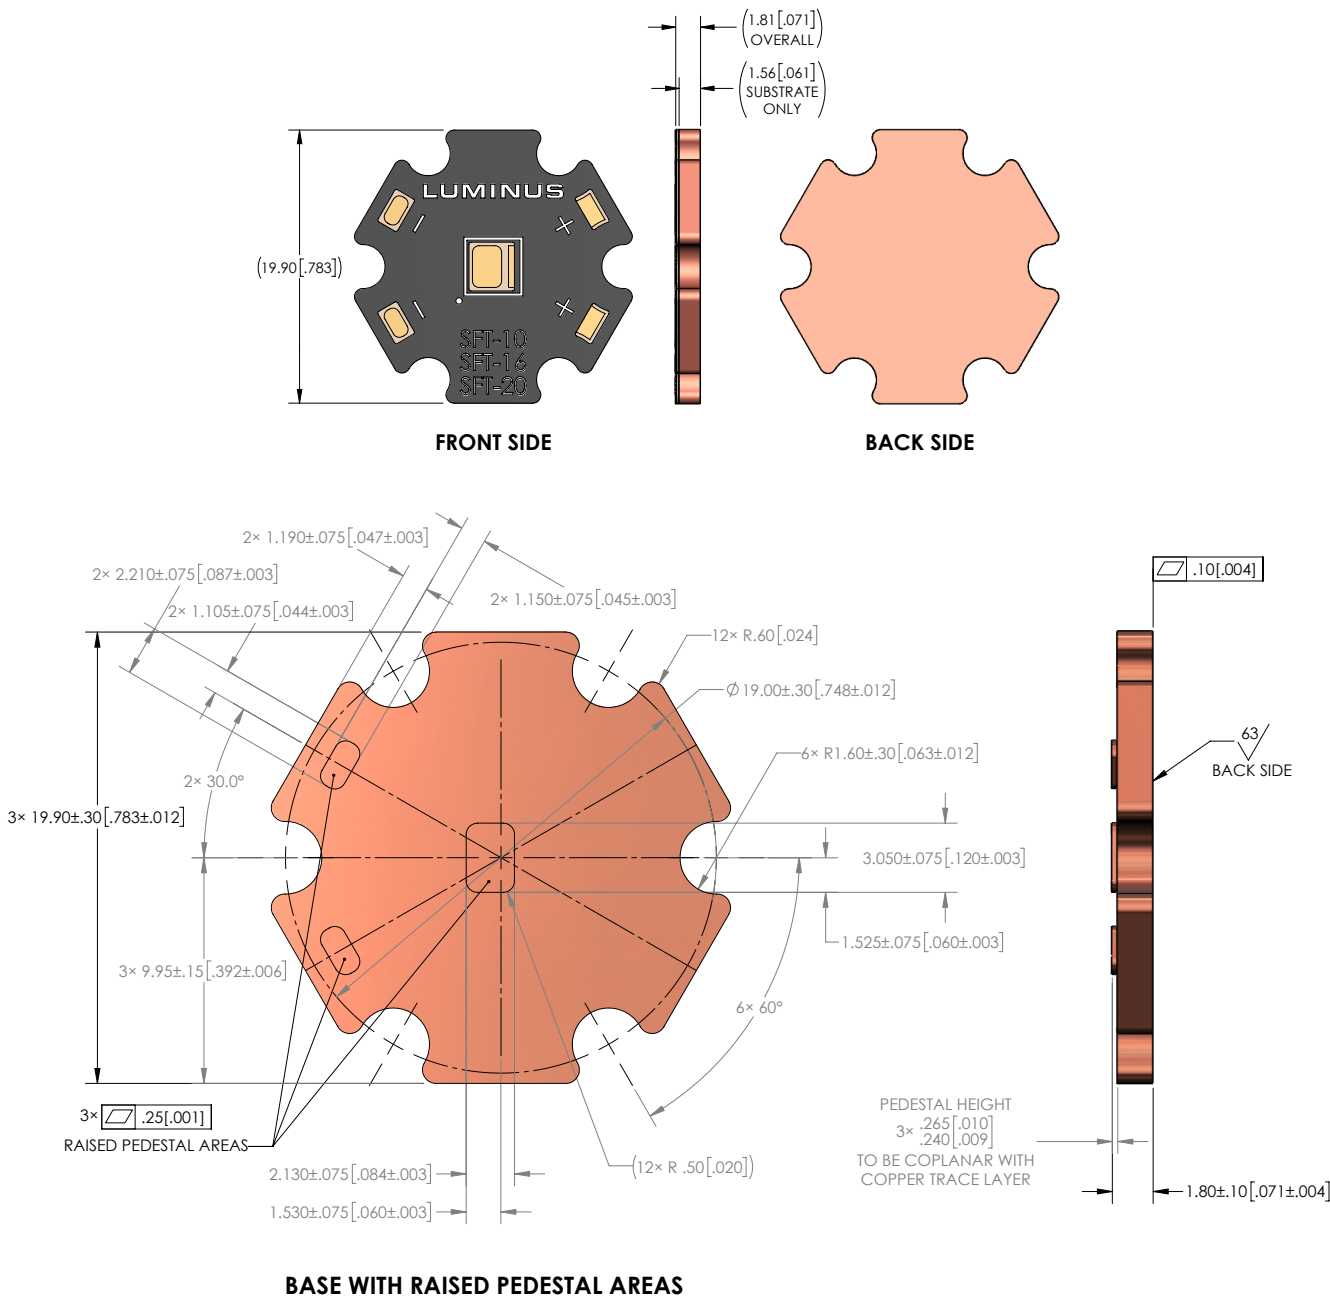 (1.81[.071]
OVERALL)
(1.56[.061]
SUBSTRATE
ONLY)
(19.90[.783])
LUMINUS
SFT-10
SFT-16
SFT-20
FRONT SIDE
BACK SIDE
2× 1.190±.075[.047±.003]
2× 2.210±.075[.087±.003]
2× 1.105±.075[.044±.003]
2× 1.150±.075[.045±.003]
12× R.60[.024]
Ø19.00±.30[.748±.012]
6× R1.60±.30[.063±.012]
2× 30.0°
3× 19.90±.30[.783±.012]
3.050±.075[.120±.003]
1.525±.075[.060±.003]
3× 9.95±.15[.392±.006]
6× 60°
3× ▱ .25[.001]
RAISED PEDESTAL AREAS
2.130±.075[.084±.003]
1.530±.075[.060±.003]
(12× R .50[.020])
▱ .10[.004]
63
BACK SIDE
PEDESTAL HEIGHT
3× .265[.010]
.240[.009]
TO BE COPLANAR WITH
COPPER TRACE LAYER
1.80±.10[.071±.004]
BASE WITH RAISED PEDESTAL AREAS